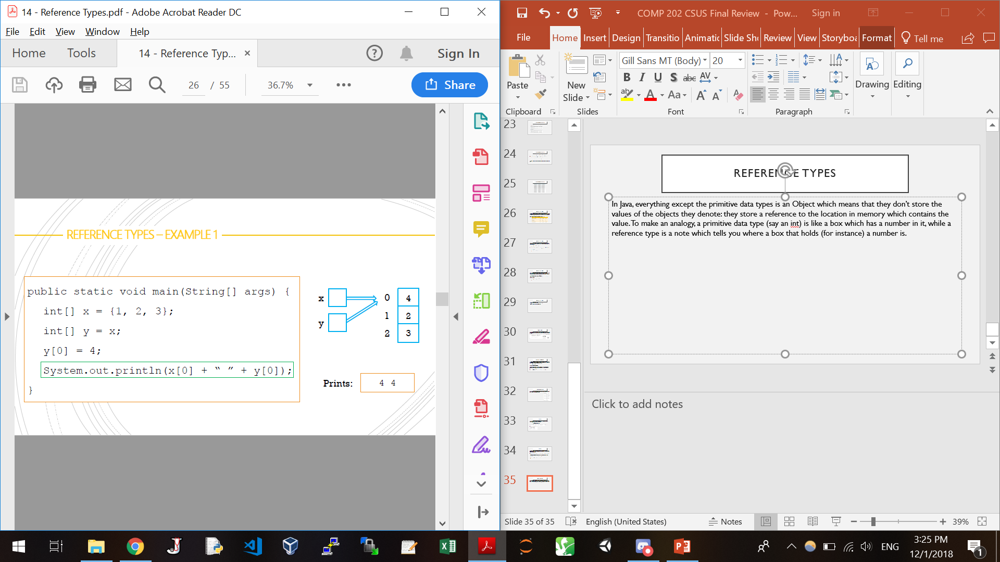 14 - Reference Types.pdf - Adobe Acrobat Reader DC
File Edit View Window Help
Home Tools 14 - Reference Typ... × Sign In
26 / 55 36.7% Share
REFERENCE TYPES – EXAMPLE 1
public static void main(String[] args) {
int[] x = {1, 2, 3};
int[] y = x;
y[0] = 4;
System.out.println(x[0] + “ ” + y[0]);
}
x 0 4
1 2
y
2 3
Prints: 4 4
COMP 202 CSUS Final Review - Pow... Sign in
File Home Insert Design Transitio Animatic Slide Sh Review View Storyboa Format Tell me
Paste New Slide Gill Sans MT (Body) 20 Drawing Editing
B I U S abc AV
ab A Aa A A
Clipboard Slides Font Paragraph
23
24
25
26
27
28
29
30
31
32
33
34
35
REFERENCE TYPES
In Java, everything except the primitive data types is an Object which means that they don’t store the
values of the objects they denote: they store a reference to the location in memory which contains the
value. To make an analogy, a primitive data type (say an int) is like a box which has a number in it, while a
reference type is a note which tells you where a box that holds (for instance) a number is.
Click to add notes
Slide 35 of 35 English (United States) Notes 39%
ENG 3:25 PM
12/1/2018 1